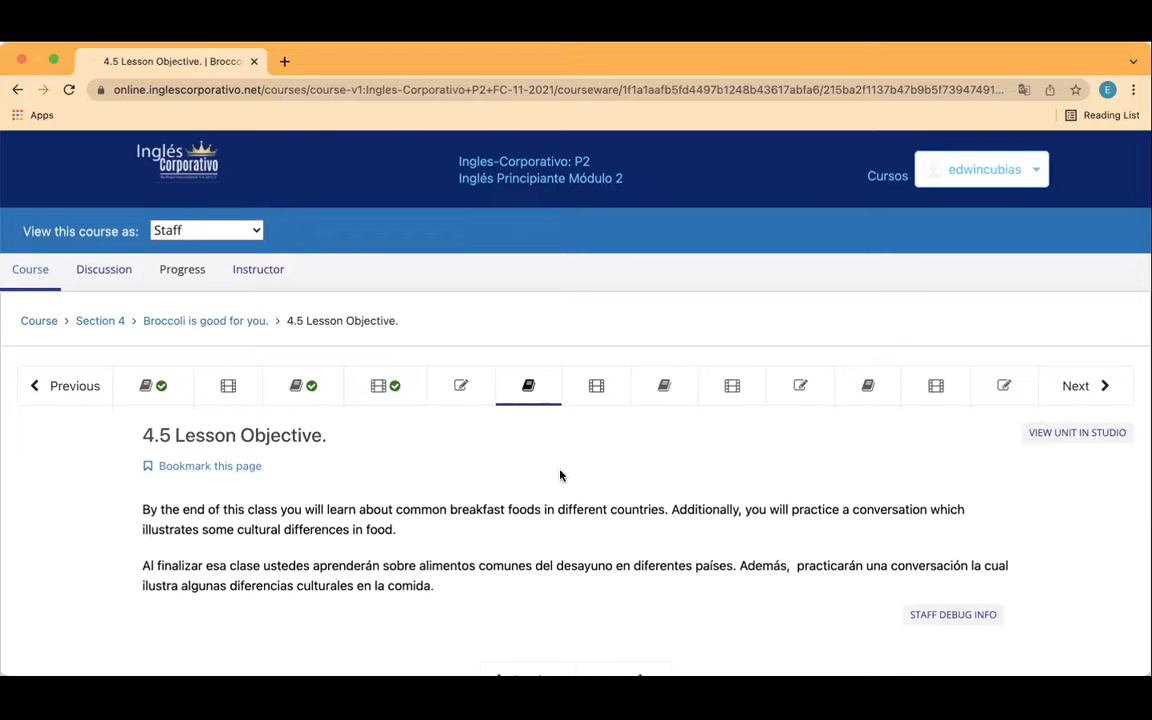 4.5 Lesson Objective. | Brocco
online.inglescorporativo.net/courses/course-v1:Ingles-Corporativo+P2+FC-11-2021/courseware/1f1a1aafb5fd4497b1248b43617abfa6/215ba2f1137b47b9b5f73947491...
E
Apps
Reading List
Inglés
Corporativo
Ingles-Corporativo: P2
Inglés Principiante Módulo 2
Cursos
edwincubias
View this course as:
Staff
Course
Discussion
Progress
Instructor
Course > Section 4 > Broccoli is good for you. > 4.5 Lesson Objective.
Previous
Next
4.5 Lesson Objective.
VIEW UNIT IN STUDIO
Bookmark this page
By the end of this class you will learn about common breakfast foods in different countries. Additionally, you will practice a conversation which
illustrates some cultural differences in food.
Al finalizar esa clase ustedes aprenderán sobre alimentos comunes del desayuno en diferentes países. Además, practicarán una conversación la cual
ilustra algunas diferencias culturales en la comida.
STAFF DEBUG INFO